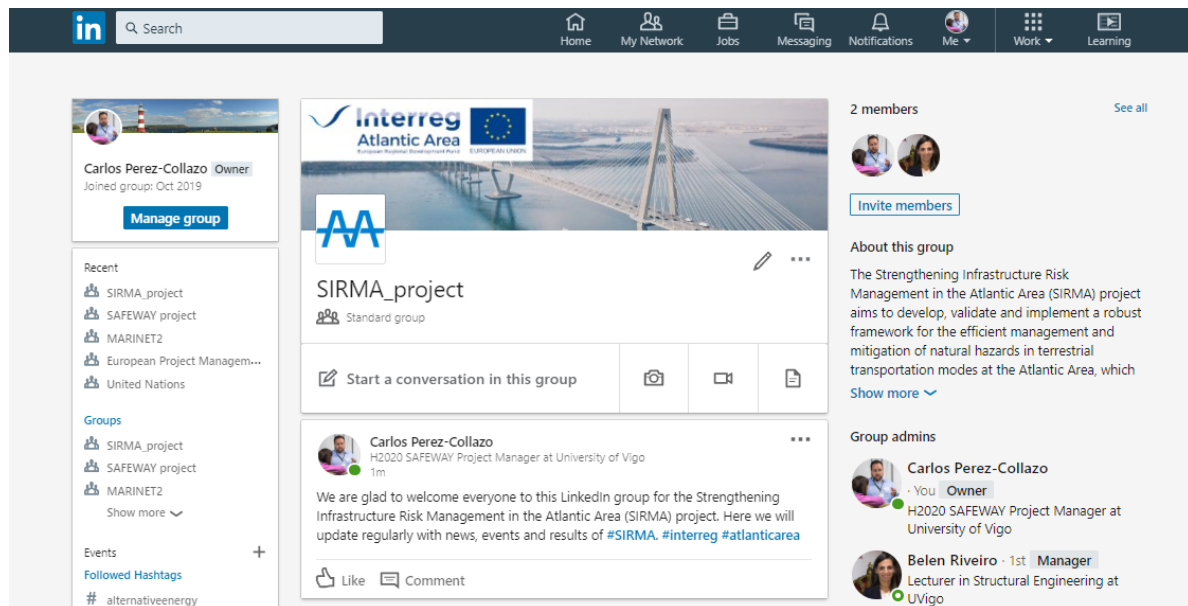 in
Search
Home
My Network
Jobs
Messaging
Notifications
Me
Work
Learning
Carlos Perez-Collazo Owner
Joined group: Oct 2019
Manage group
Recent
SIRMA_project
SAFEWAY project
MARINET2
European Project Managem...
United Nations
Groups
SIRMA_project
SAFEWAY project
MARINET2
Show more
Events +
Followed Hashtags
# alternativeenergy
Interreg
Atlantic Area
European Regional Development Fund
EUROPEAN UNION
AA
SIRMA_project
Standard group
Start a conversation in this group
Carlos Perez-Collazo
H2020 SAFEWAY Project Manager at University of Vigo
1m
We are glad to welcome everyone to this LinkedIn group for the Strengthening
Infrastructure Risk Management in the Atlantic Area (SIRMA) project. Here we will
update regularly with news, events and results of #SIRMA. #interreg #atlanticarea
Like Comment
2 members See all
Invite members
About this group
The Strengthening Infrastructure Risk
Management in the Atlantic Area (SIRMA) project
aims to develop, validate and implement a robust
framework for the efficient management and
mitigation of natural hazards in terrestrial
transportation modes at the Atlantic Area, which
Show more
Group admins
Carlos Perez-Collazo
· You Owner
H2020 SAFEWAY Project Manager at
University of Vigo
Belen Riveiro · 1st Manager
Lecturer in Structural Engineering at
UVigo